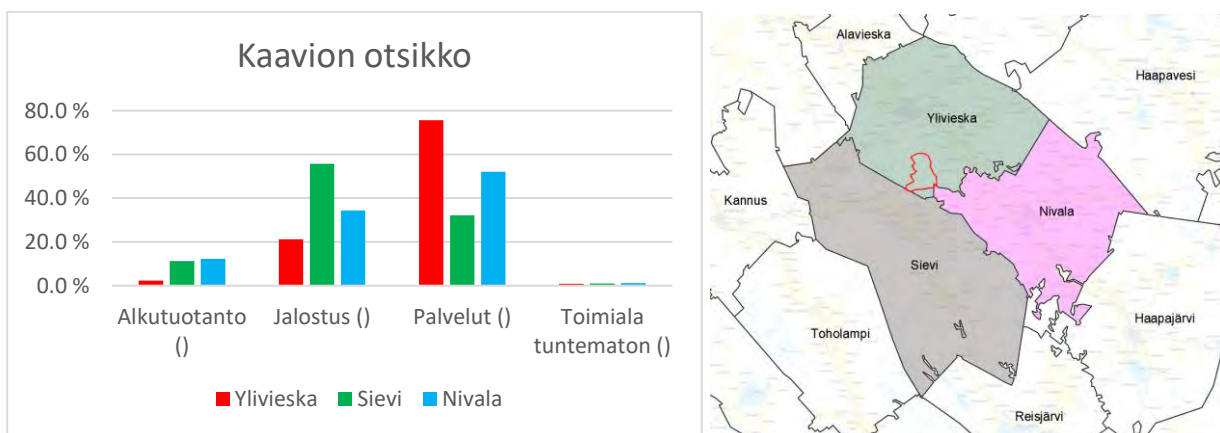 Kaavion otsikko
80.0 %
60.0 %
40.0 %
20.0 %
0.0 %
Alkutuotanto
()
Jalostus ()
Palvelut ()
Toimiala
tuntematon ()
Ylivieska
Sievi
Nivala
Alavieska
Haapavesi
Ylivieska
Kannus
Nivala
Sievi
Toholampi
Haapajärvi
Reisjärvi